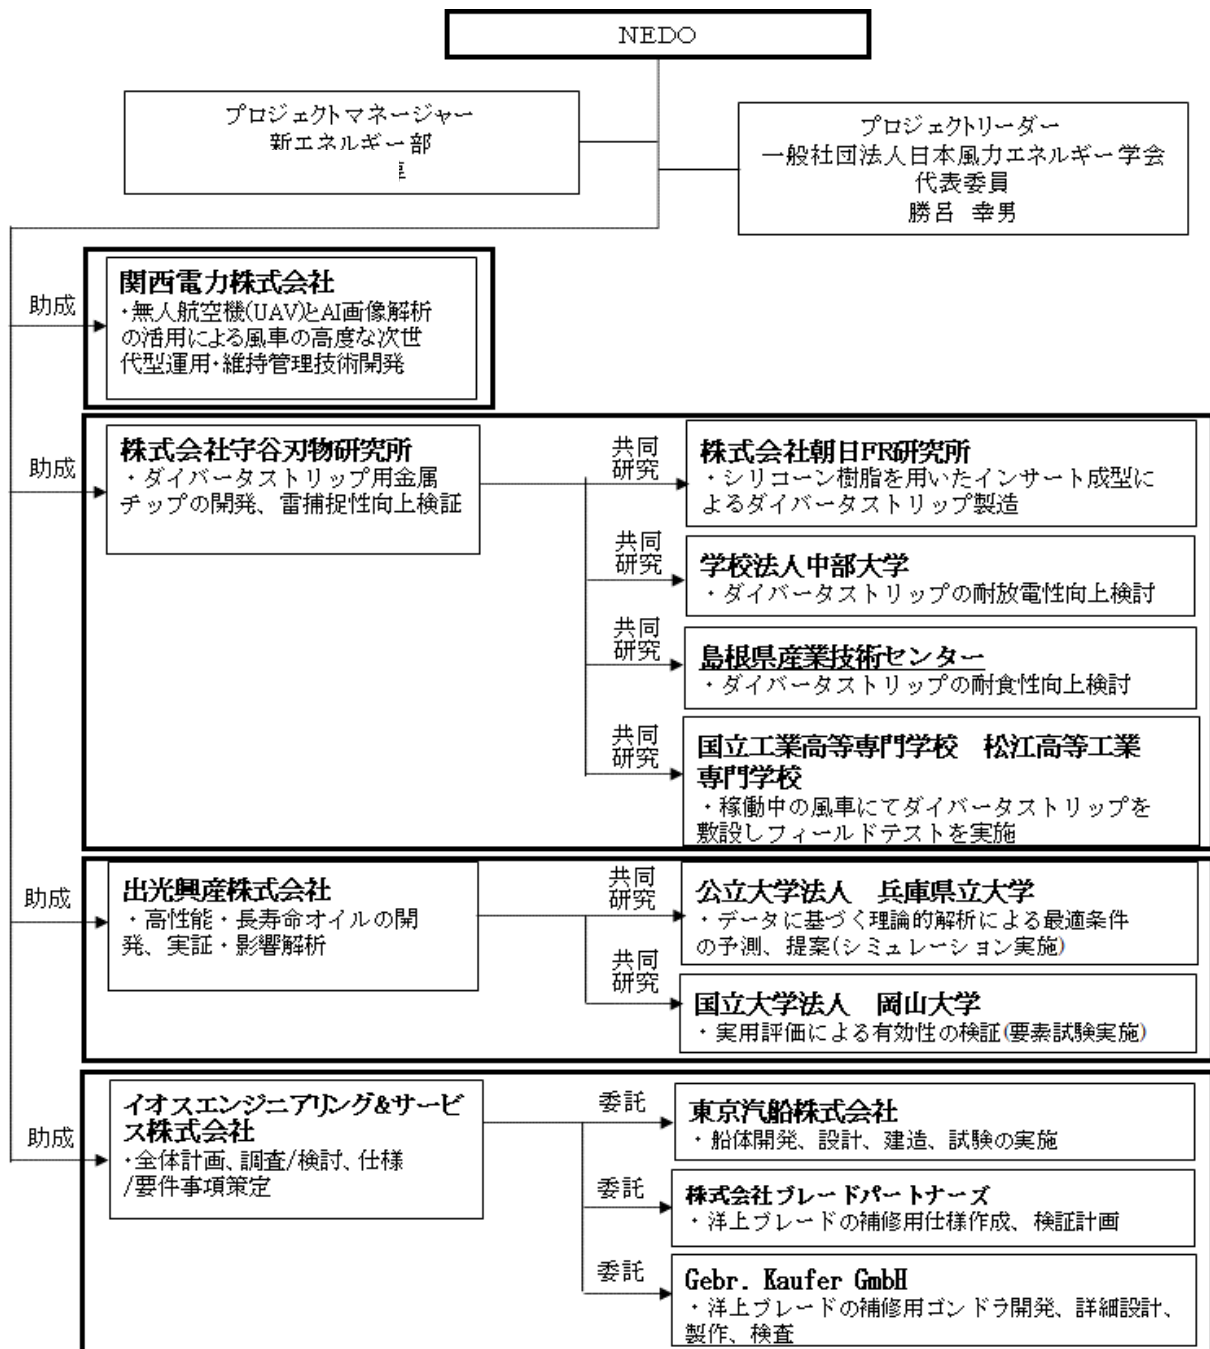 NEDO
プロジェクトマネージャー
新エネルギー部
プロジェクトリーダー
一般社団法人日本風力エネルギー学会
代表委員
勝呂 幸男
助成
関西電力株式会社
・無人航空機(UAV)とAI画像解析
の活用による風車の高度な次世
代型運用・維持管理技術開発
助成
株式会社守谷刃物研究所
・ダイバータストリップ用金属
チップの開発、雷捕捉性向上検証
共同
研究
株式会社朝日FR研究所
・シリコーン樹脂を用いたインサート成型に
よるダイバータストリップ製造
共同
研究
学校法人中部大学
・ダイバータストリップの耐放電性向上検討
共同
研究
島根県産業技術センター
・ダイバータストリップの耐食性向上検討
共同
研究
国立工業高等専門学校 松江高等工業
専門学校
・稼働中の風車にてダイバータストリップを
敷設しフィールドテストを実施
助成
出光興産株式会社
・高性能・長寿命オイルの開
発、実証・影響解析
共同
研究
公立大学法人 兵庫県立大学
・データに基づく理論的解析による最適条件
の予測、提案(シミュレーション実施)
共同
研究
国立大学法人 岡山大学
・実用評価による有効性の検証(要素試験実施)
助成
イオスエンジニアリング&サービ
ス株式会社
・全体計画、調査/検討、仕様
/要件事項策定
委託
東京汽船株式会社
・船体開発、設計、建造、試験の実施
委託
株式会社ブレードパートナーズ
・洋上ブレードの補修用仕様作成、検証計画
委託
Gebr. Kaufer GmbH
・洋上ブレードの補修用ゴンドラ開発、詳細設計、
製作、検査